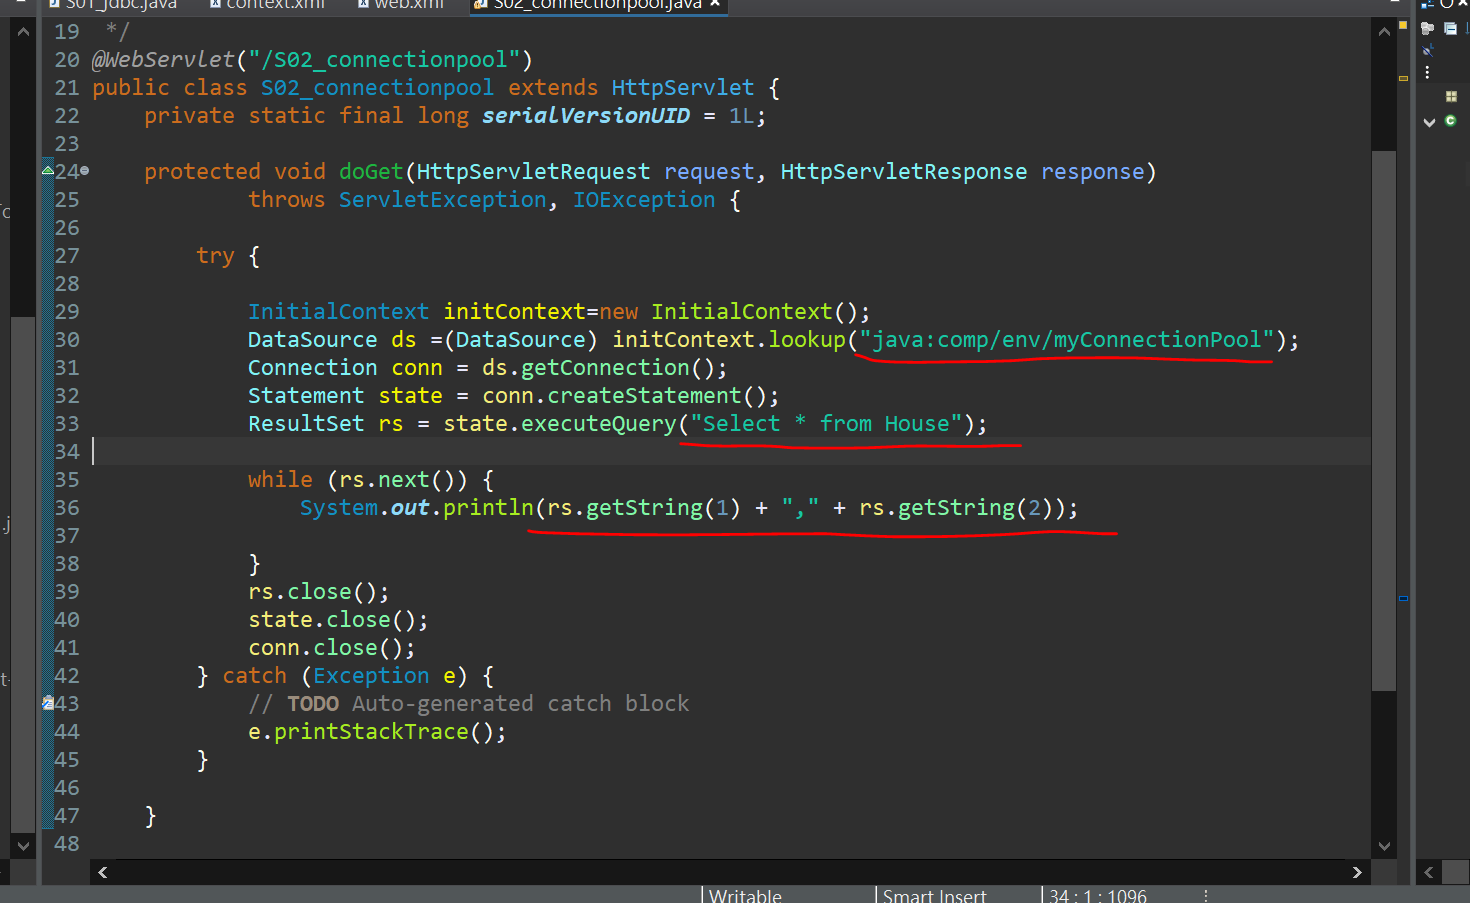 S01_jdbc.java context.xml web.xml S02_connectionpool.java
19 */
20 @WebServlet("/S02_connectionpool")
21 public class S02_connectionpool extends HttpServlet {
22 private static final long serialVersionUID = 1L;
23
24 protected void doGet(HttpServletRequest request, HttpServletResponse response)
25 throws ServletException, IOException {
26
27 try {
28
29 InitialContext initContext=new InitialContext();
30 DataSource ds =(DataSource) initContext.lookup("java:comp/env/myConnectionPool");
31 Connection conn = ds.getConnection();
32 Statement state = conn.createStatement();
33 ResultSet rs = state.executeQuery("Select * from House");
34
35 while (rs.next()) {
36 System.out.println(rs.getString(1) + "," + rs.getString(2));
37
38 }
39 rs.close();
40 state.close();
41 conn.close();
42 } catch (Exception e) {
43 // TODO Auto-generated catch block
44 e.printStackTrace();
45 }
46
47 }
48
Writable Smart Insert 34 : 1 : 1096